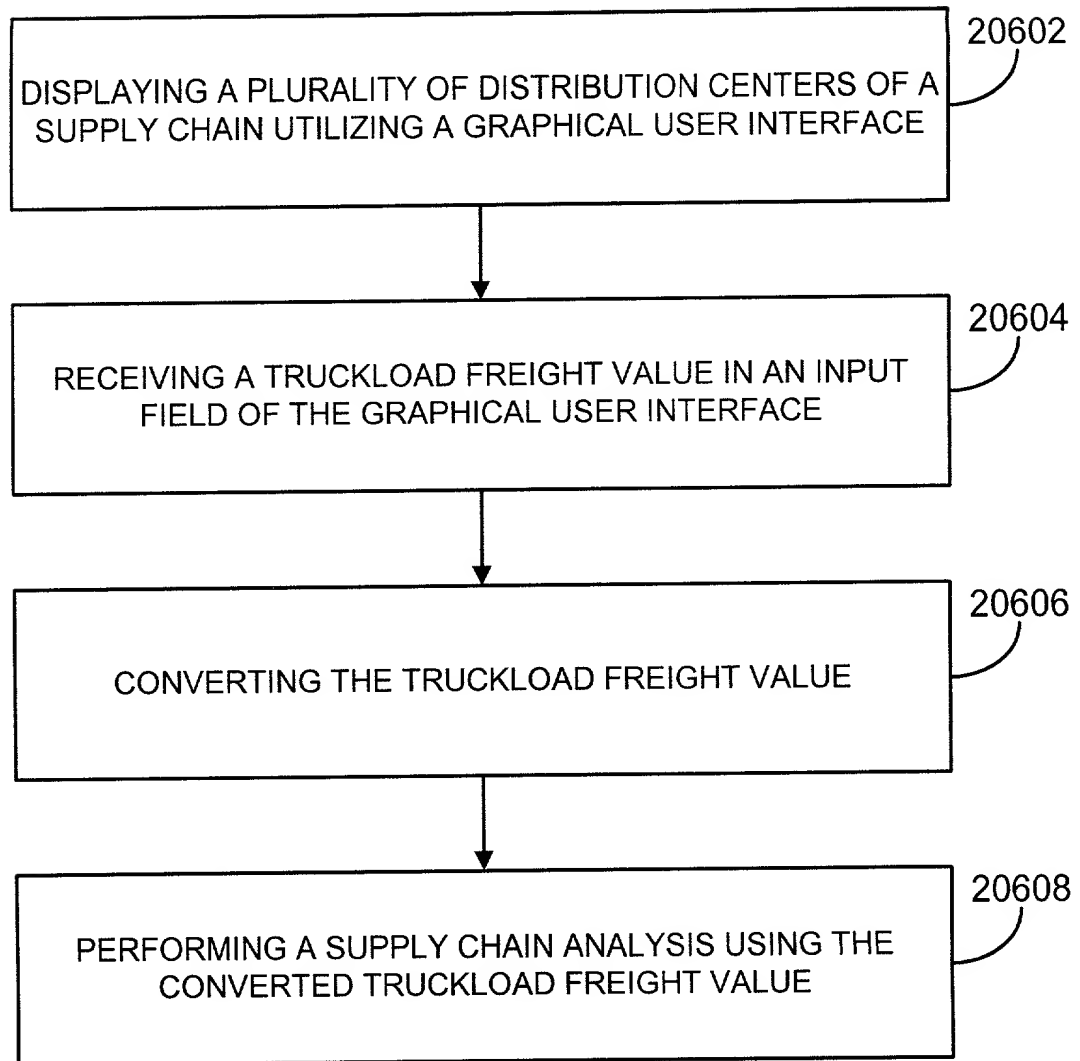 20602
DISPLAYING A PLURALITY OF DISTRIBUTION CENTERS OF A
SUPPLY CHAIN UTILIZING A GRAPHICAL USER INTERFACE
20604
RECEIVING A TRUCKLOAD FREIGHT VALUE IN AN INPUT
FIELD OF THE GRAPHICAL USER INTERFACE
20606
CONVERTING THE TRUCKLOAD FREIGHT VALUE
20608
PERFORMING A SUPPLY CHAIN ANALYSIS USING THE
CONVERTED TRUCKLOAD FREIGHT VALUE